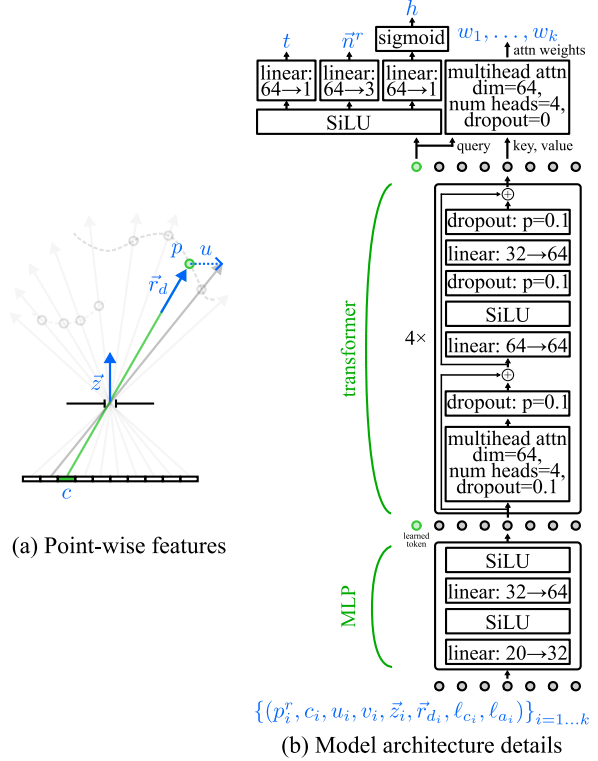 h
t
n⃗ʳ
sigmoid
w₁, . . . , wₖ
attn weights
linear:
64→1
linear:
64→3
linear:
64→1
multihead attn
dim=64,
num heads=4,
dropout=0
SiLU
query
key, value
dropout: p=0.1
linear: 32→64
dropout: p=0.1
SiLU
linear: 64→64
4×
transformer
dropout: p=0.1
multihead attn
dim=64,
num heads=4,
dropout=0.1
learned
token
SiLU
linear: 32→64
SiLU
linear: 20→32
MLP
{(pᵢʳ, cᵢ, uᵢ, vᵢ, z⃗ᵢ, r⃗_dᵢ, ℓ_cᵢ, ℓ_aᵢ)}ᵢ₌₁...ₖ
(b) Model architecture details
p
u
r⃗_d
z⃗
c
(a) Point-wise features